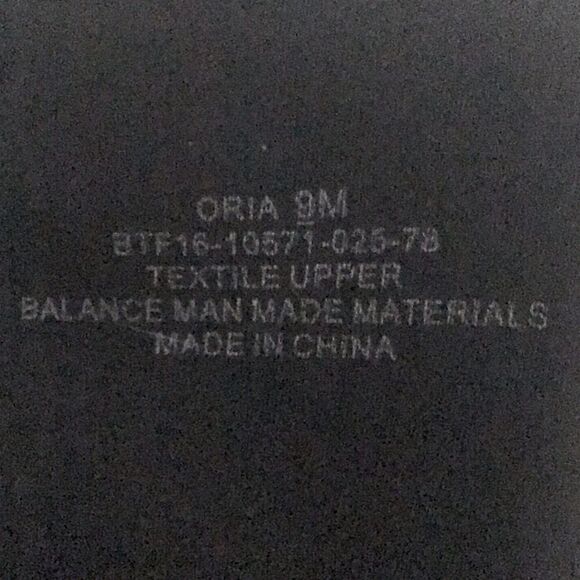 ORIA 9M
BTF16-10571-025-78
TEXTILE UPPER
BALANCE MAN MADE MATERIALS
MADE IN CHINA